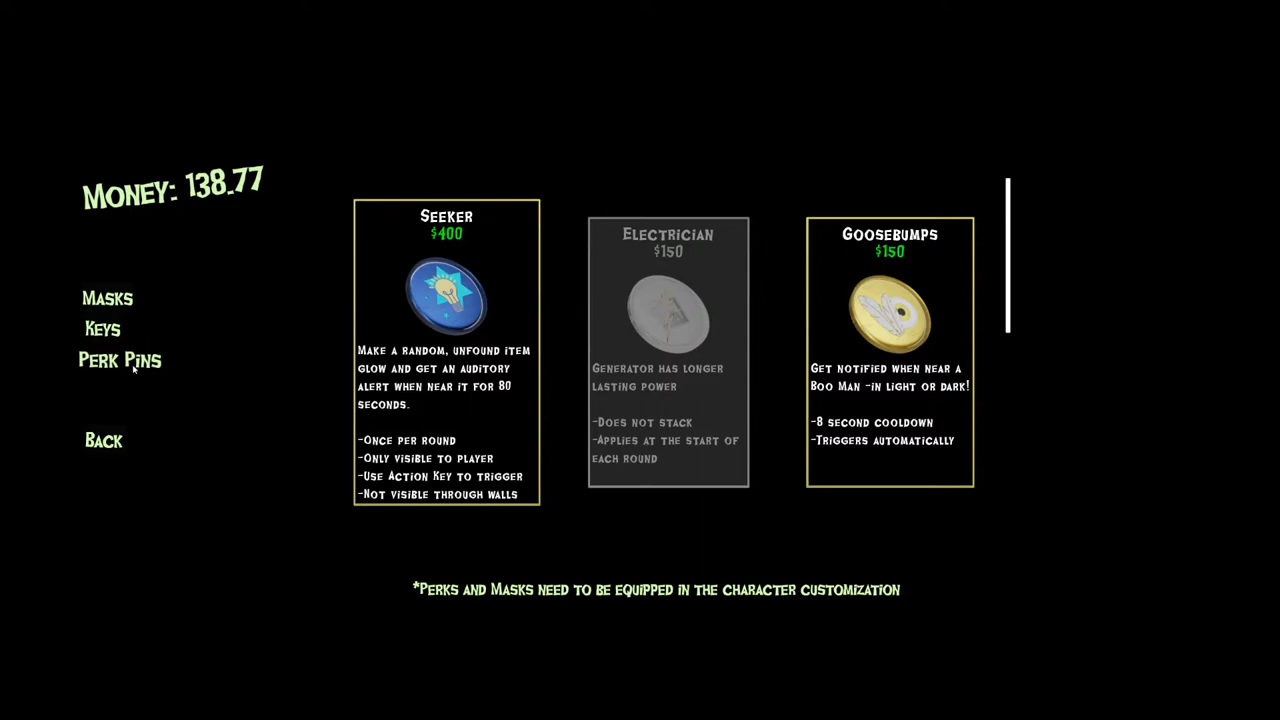 Money: 138.77
Masks
Keys
Perk Pins
Back
Seeker
$400
Make a random, unfound item
glow and get an auditory
alert when near it for 80
seconds.
-Once per round
-Only visible to player
-Use Action Key to trigger
-Not visible through walls
Electrician
$150
Generator has longer
lasting power
-Does not stack
-Applies at the start of
each round
Goosebumps
$150
Get notified when near a
Boo Man -in light or dark!
-8 second cooldown
-Triggers automatically
*Perks and Masks need to be equipped in the character customization